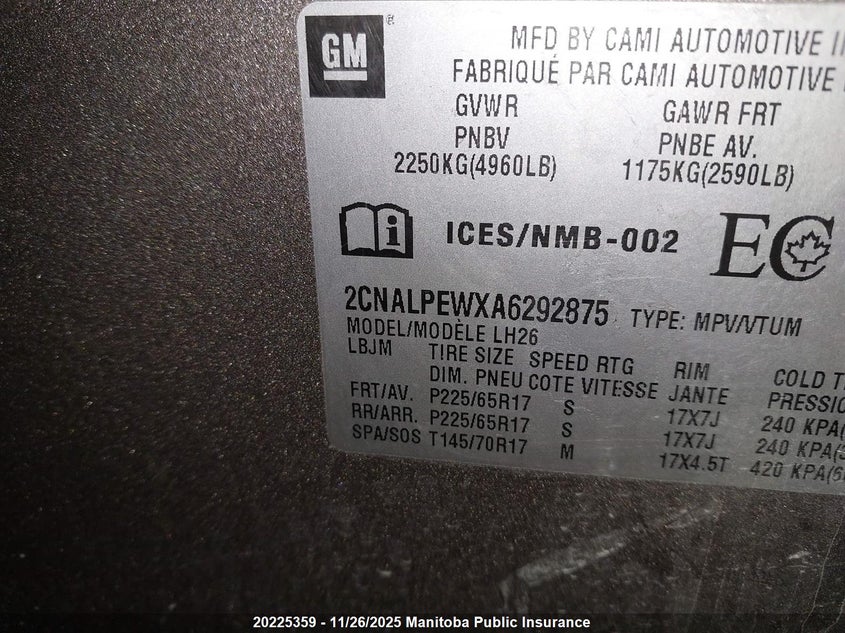 GM
MFD BY CAMI AUTOMOTIVE
FABRIQUÉ PAR CAMI AUTOMOTIVE
GVWR GAWR FRT
PNBV PNBE AV.
2250KG(4960LB) 1175KG(2590LB)
i ICES/NMB-002 EC
2CNALPEWXA6292875 TYPE: MPV/VTUM
MODEL/MODÈLE LH26
LBJM TIRE SIZE SPEED RTG RIM COLD
DIM. PNEU COTE VITESSE JANTE
FRT/AV. P225/65R17 S 17X7J 240 KPA
RR/ARR. P225/65R17 S 17X7J 240 KPA
SPA/SOS T145/70R17 M 17X4.5T 420 KPA
20225359 - 11/26/2025 Manitoba Public Insurance